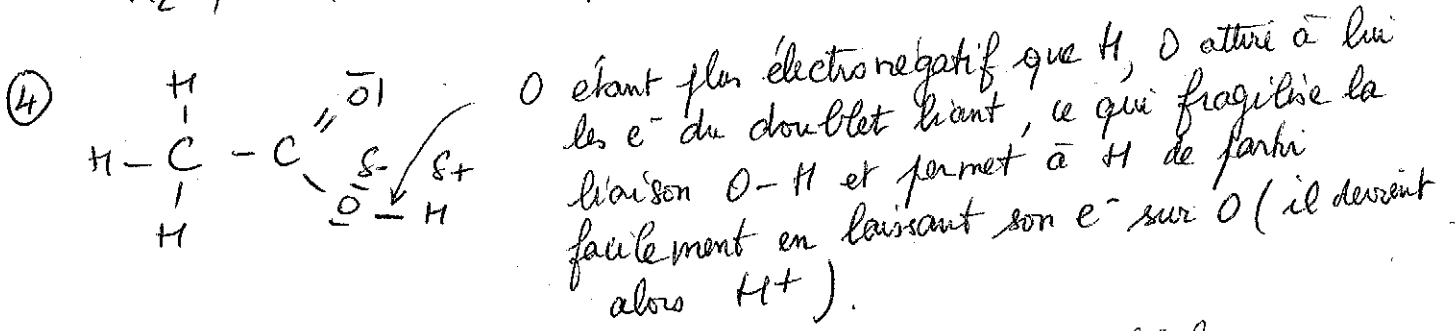 ④
H
O
H – C – C
δ- δ+
O – H
H
O étant plus électronégatif que H, O attire à lui
les e⁻ du doublet liant, ce qui fragilise la
liaison O-H et permet à H de partir
facilement en laissant son e⁻ sur O (il devient
alors H+).